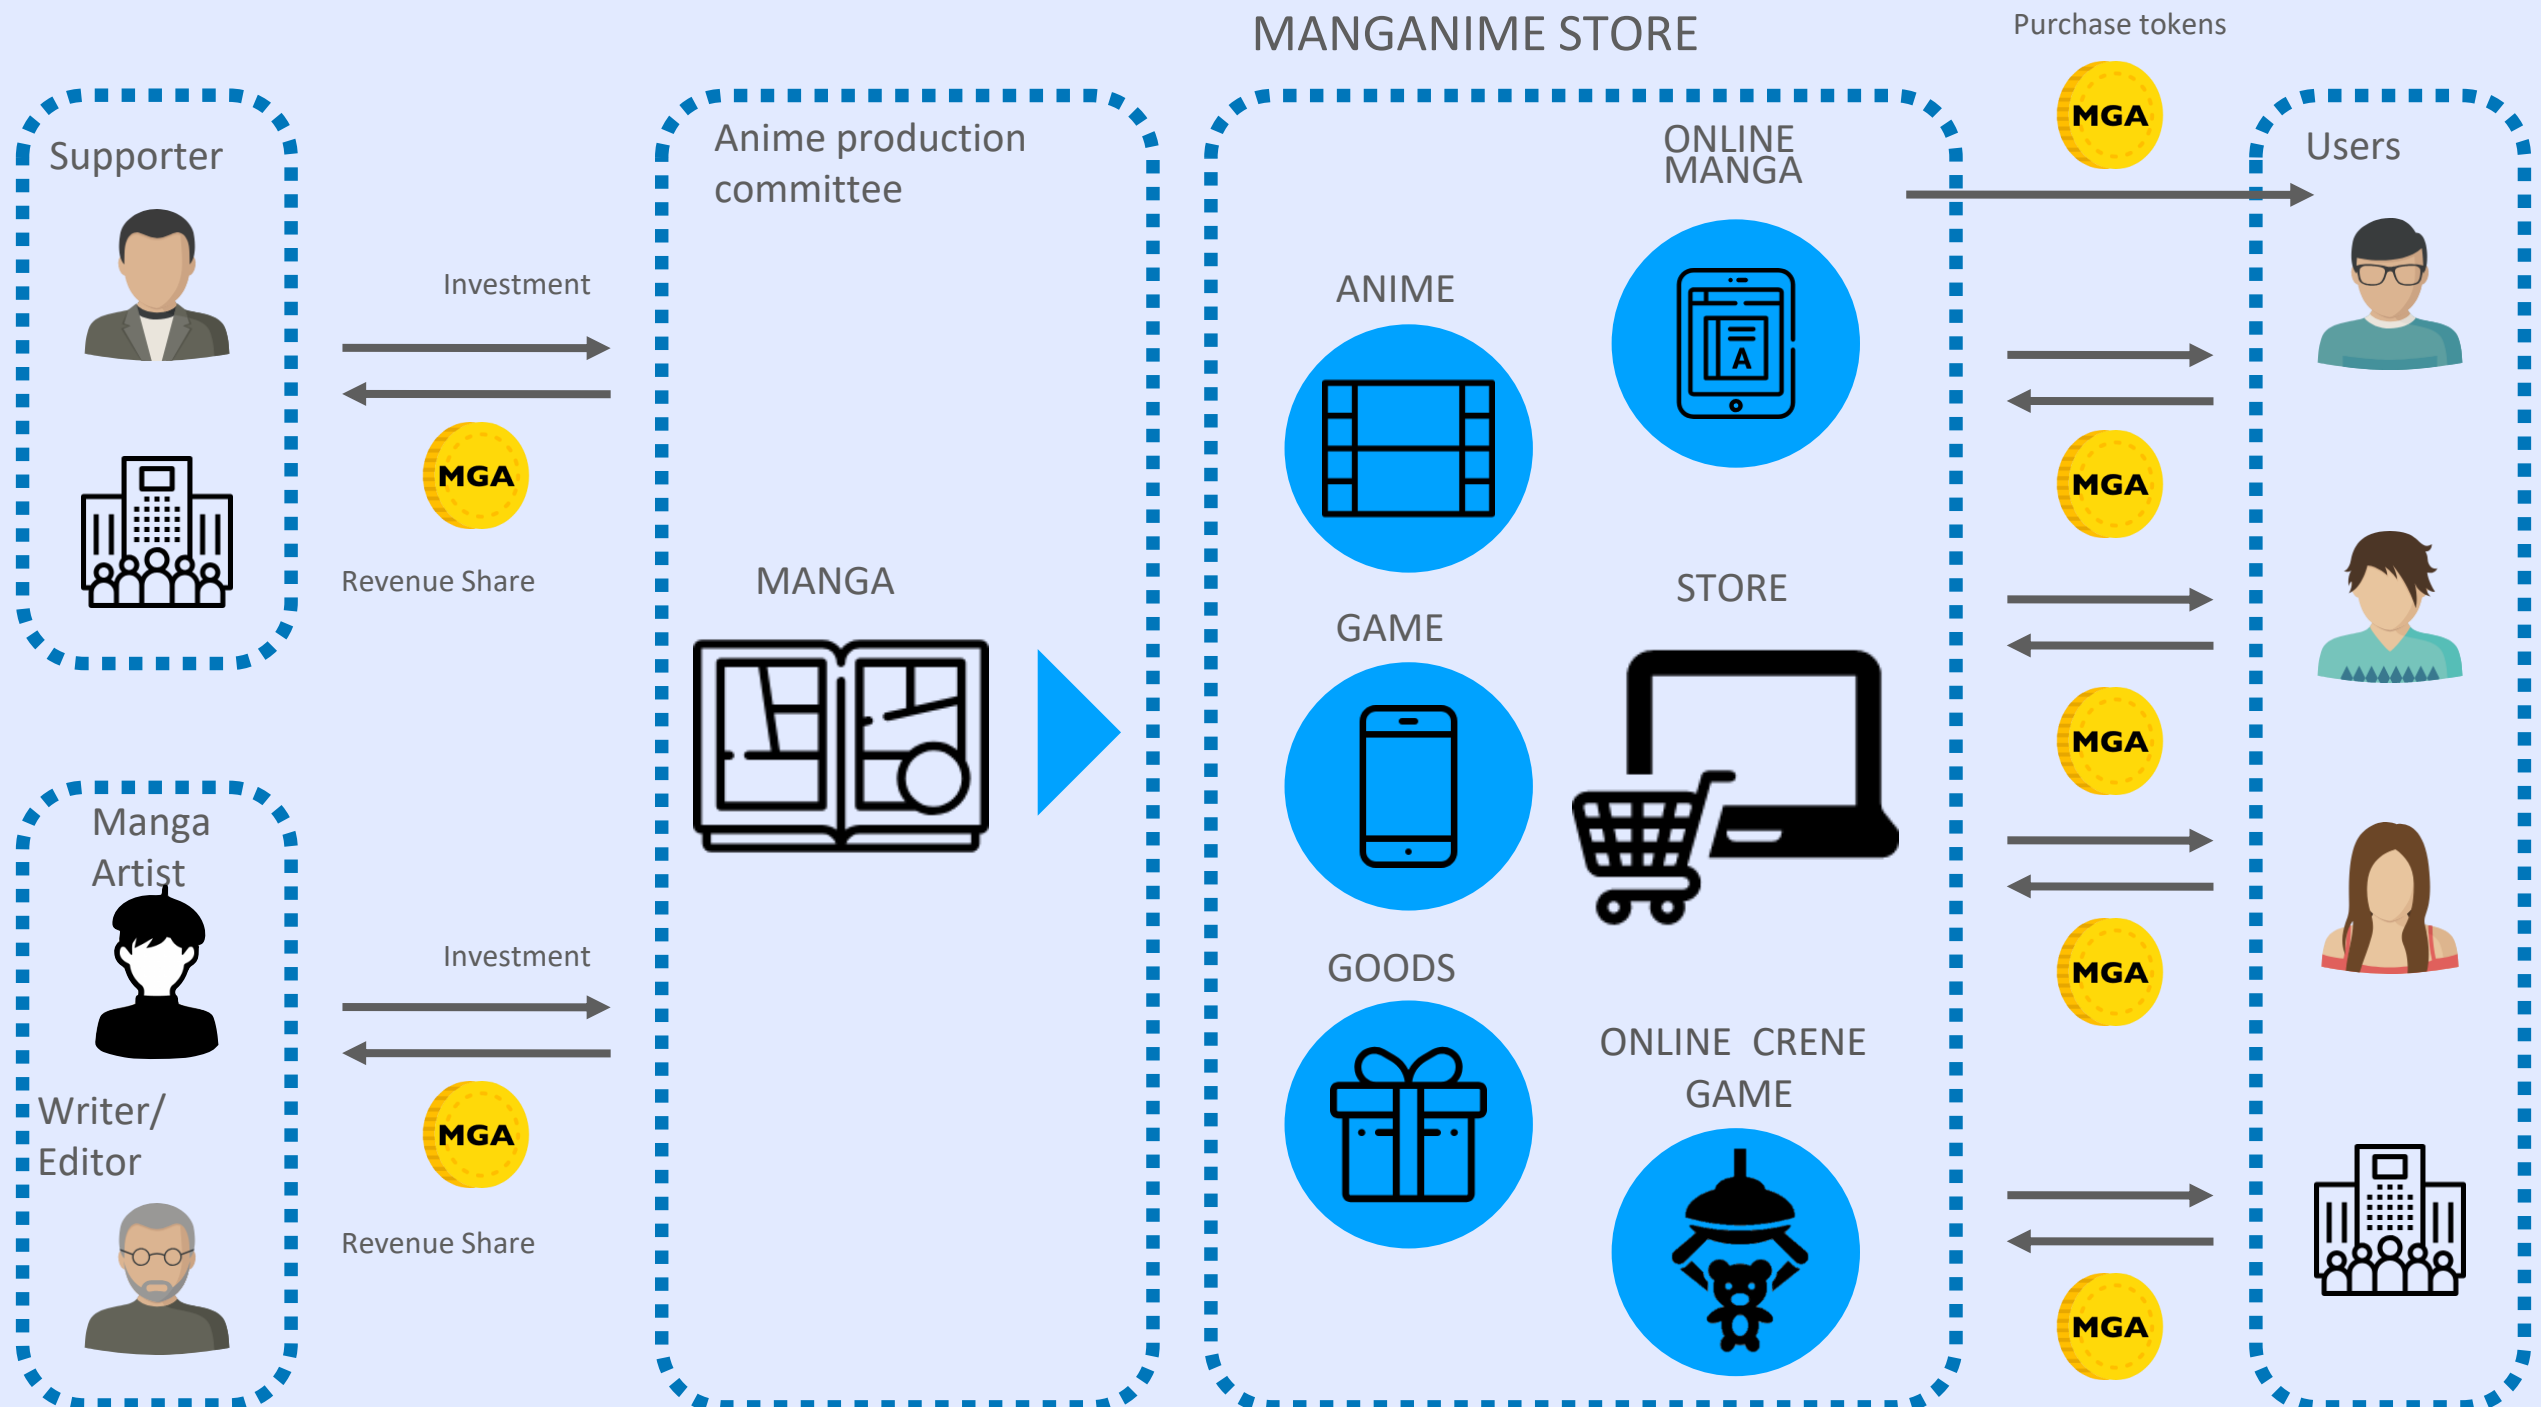 MANGANIME STORE
Purchase tokens
Supporter
Investment
MGA
Revenue Share
Manga
Artist
Writer/
Editor
Investment
MGA
Revenue Share
Anime production
committee
MANGA
ONLINE
MANGA
A
ANIME
STORE
GAME
GOODS
ONLINE CRENE
GAME
MGA
MGA
MGA
MGA
MGA
Users